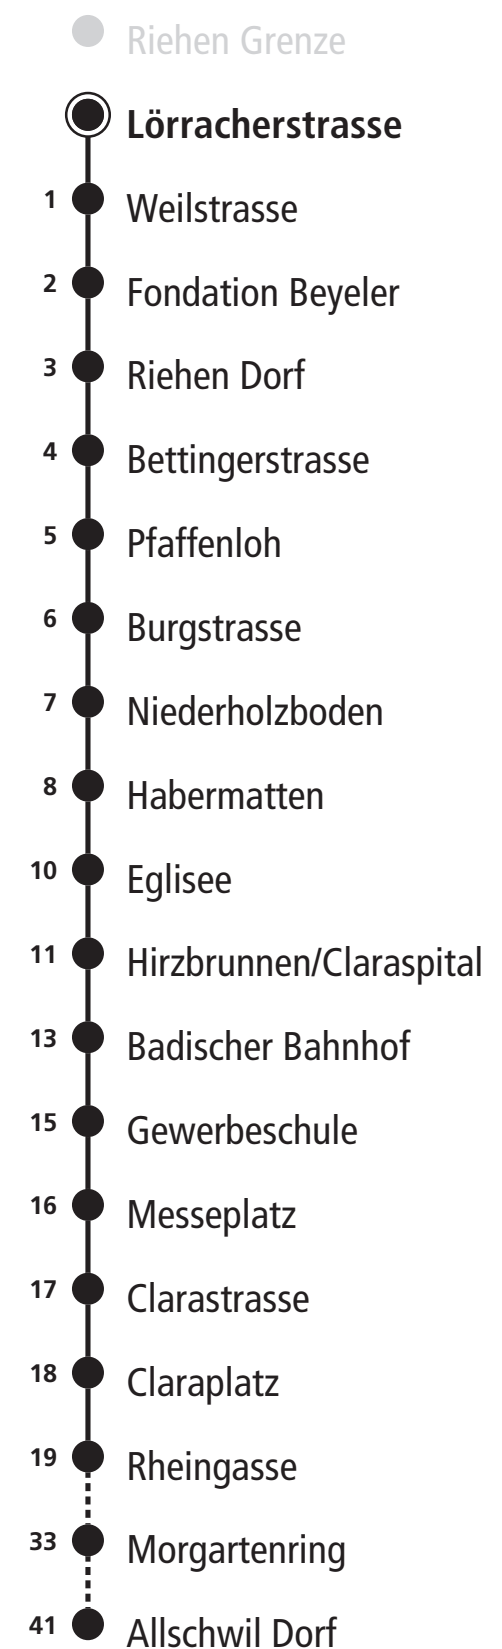 Riehen Grenze
Lörracherstrasse
1 Weilstrasse
2 Fondation Beyeler
3 Riehen Dorf
4 Bettingerstrasse
5 Pfaffenloh
6 Burgstrasse
7 Niederholzboden
8 Habermatten
10 Eglisee
11 Hirzbrunnen/Claraspital
13 Badischer Bahnhof
15 Gewerbeschule
16 Messeplatz
17 Clarastrasse
18 Claraplatz
19 Rheingasse
33 Morgartenring
41 Allschwil Dorf